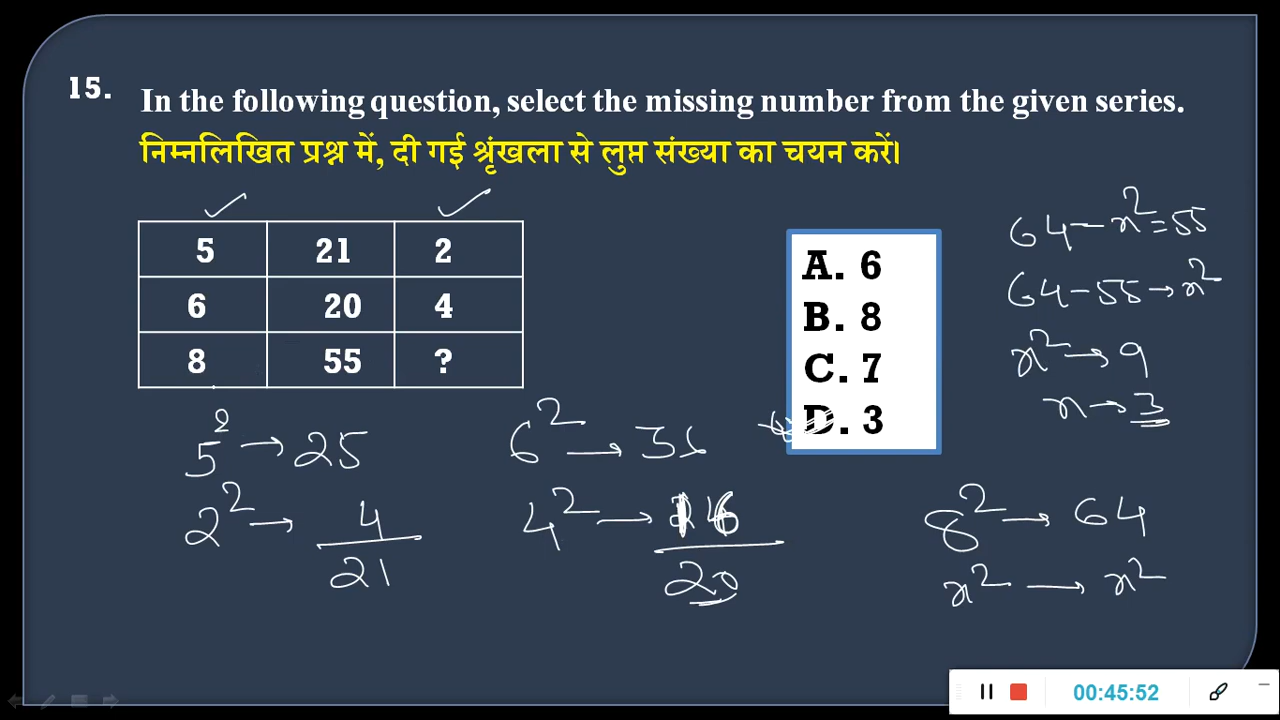 15. In the following question, select the missing number from the given series.
निम्नलिखित प्रश्न में, दी गई श्रृंखला से लुप्त संख्या का चयन करें।
5 21 2
6 20 4
8 55 ?
A. 6
B. 8
C. 7
D. 3
64 - x² = 55
64 - 55 → x²
x² → 9
x → 3
5² → 25
2² → 4
21
6² → 36
4² → 16
20
8² → 64
x² → x²
00:45:52